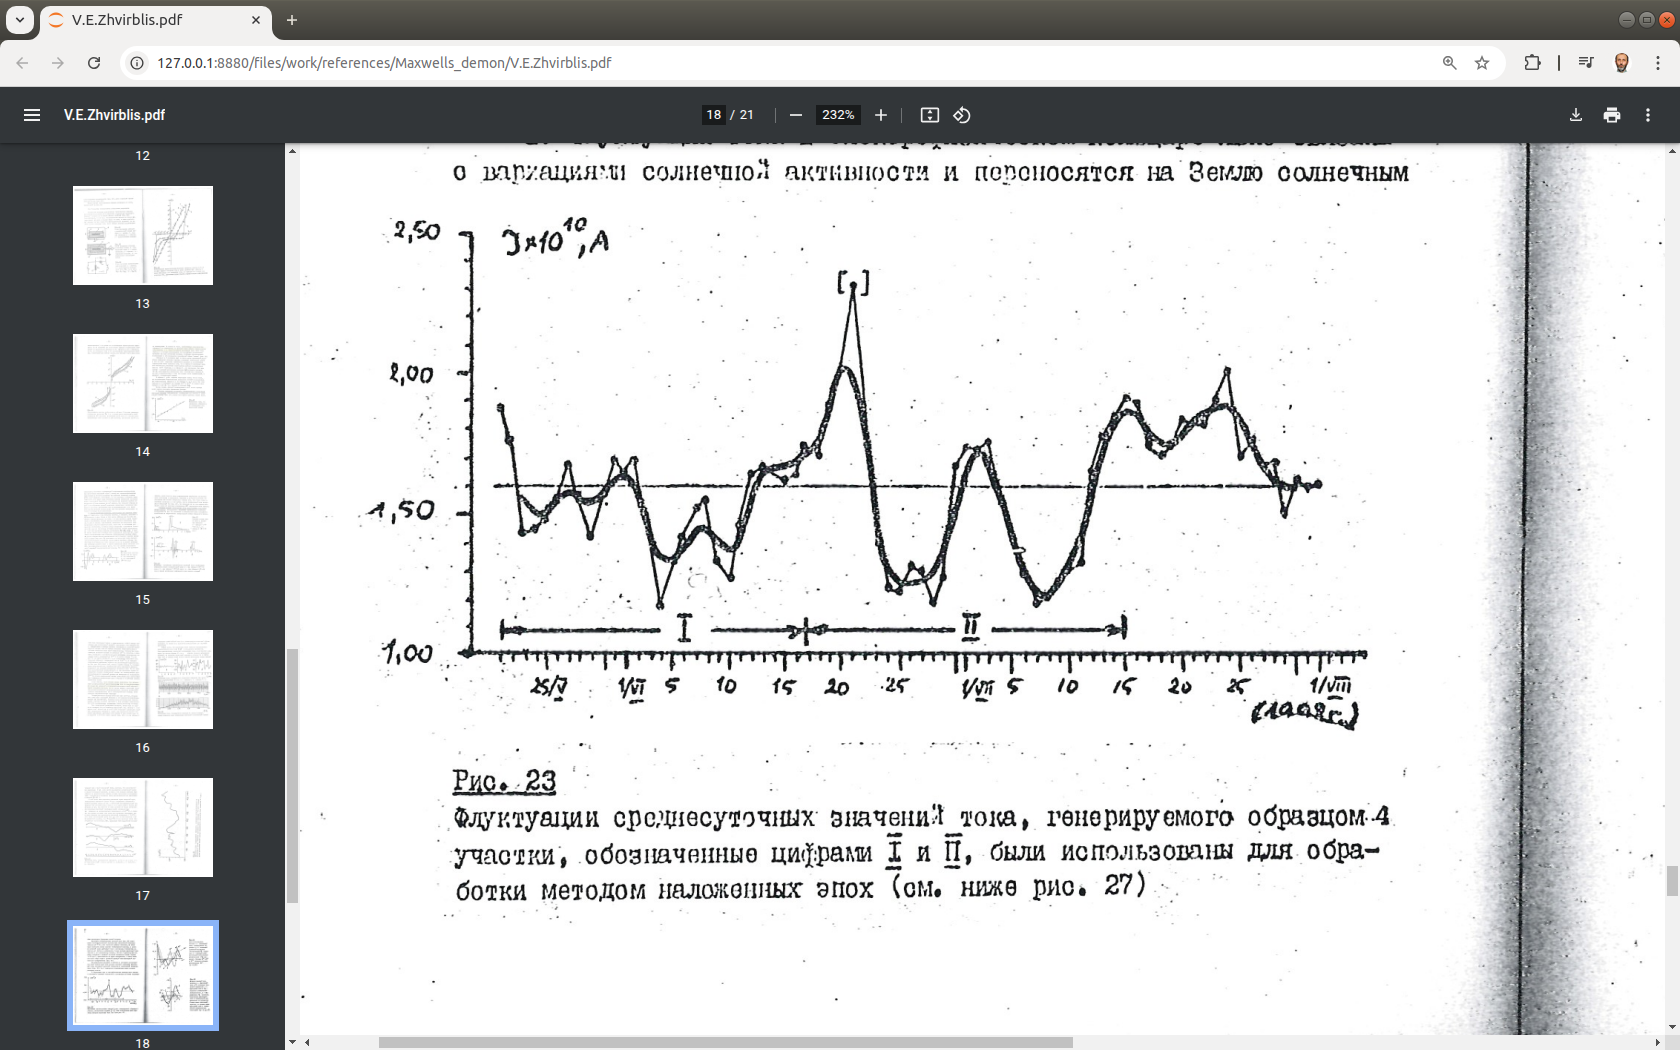 V.E.Zhvirblis.pdf
127.0.0.1:8880/files/work/references/Maxwells_demon/V.E.Zhvirblis.pdf
V.E.Zhvirblis.pdf
18 / 21
232%
12
13
14
15
16
17
18
с вариациями солнечной активности и переносятся на Землю солнечным
2,50
J×10¹⁰, А
[ ]
2,00
1,50
I
II
1,00
25/V 1/VI 5 10 15 20 25 1/VII 5 10 15 20 25 1/VIII
Рис. 23
Флуктуации среднесуточных значений тока, генерируемого образцом 4
участки, обозначенные цифрами I и II, были использованы для обра-
ботки методом наложенных эпох (см. ниже рис. 27)